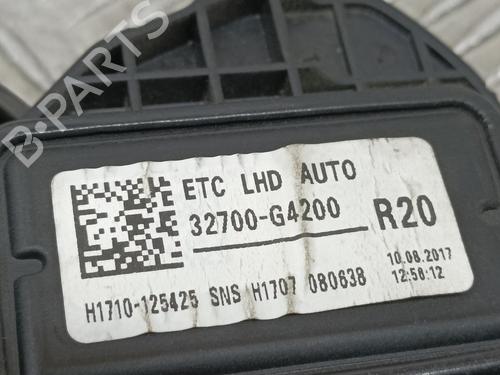 B-PARTS
ETC LHD AUTO
32700-G4200
R20
10.08.2017
12:58:12
H1710-125425 SNS H1707 080638